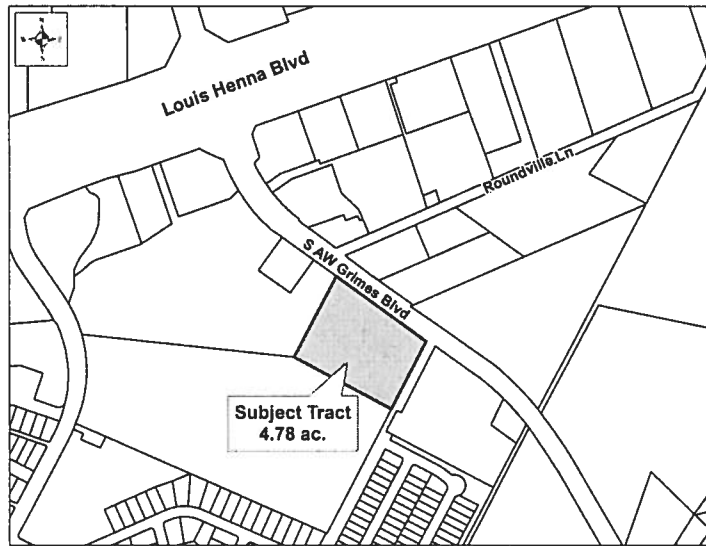 Louis Henna Blvd
Roundville Ln
S AW Grimes Blvd
Subject Tract
4.78 ac.